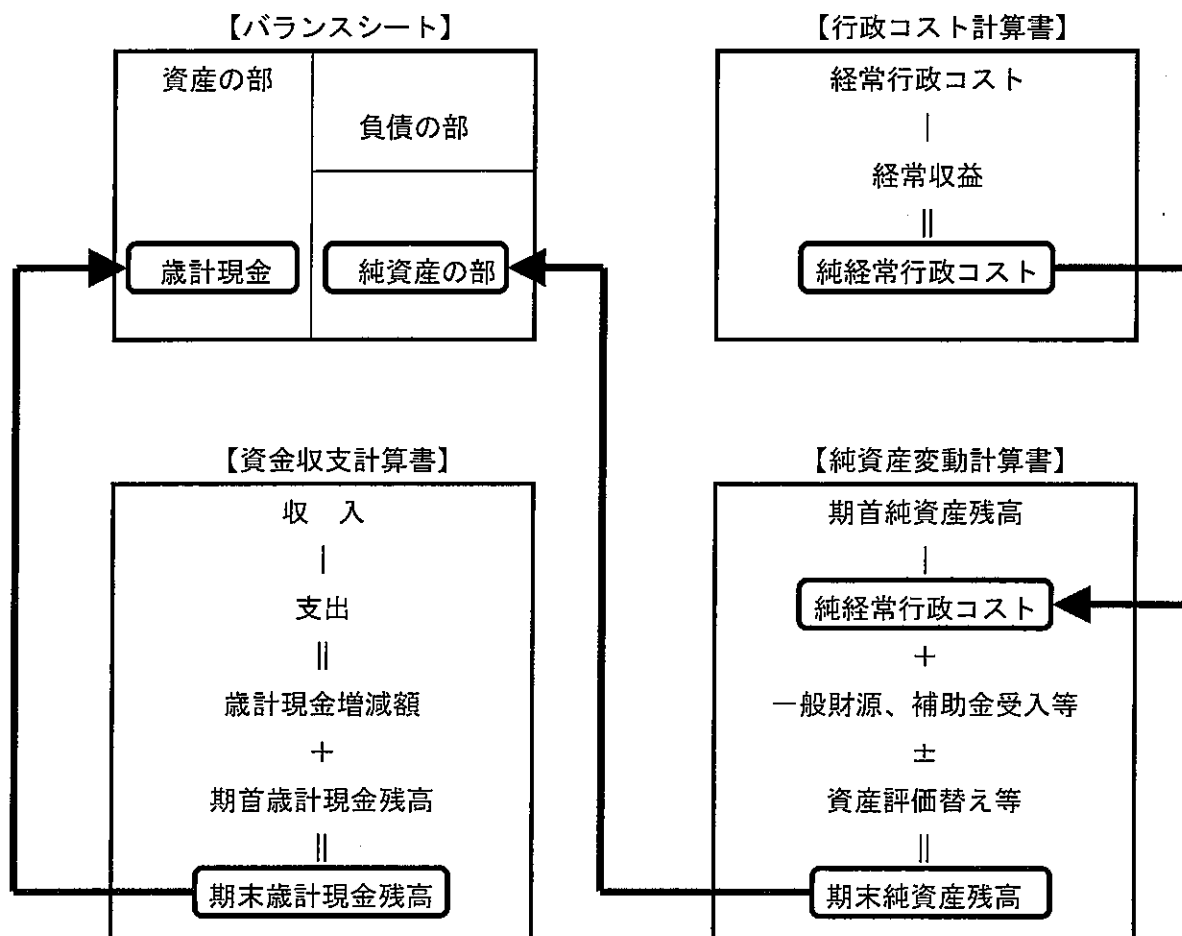 【バランスシート】
資産の部
負債の部
歳計現金
純資産の部
【行政コスト計算書】
経常行政コスト
|
経常収益
||
純経常行政コスト
【資金収支計算書】
収　入
|
支出
||
歳計現金増減額
+
期首歳計現金残高
||
期末歳計現金残高
【純資産変動計算書】
期首純資産残高
|
純経常行政コスト
+
一般財源、補助金受入等
±
資産評価替え等
||
期末純資産残高